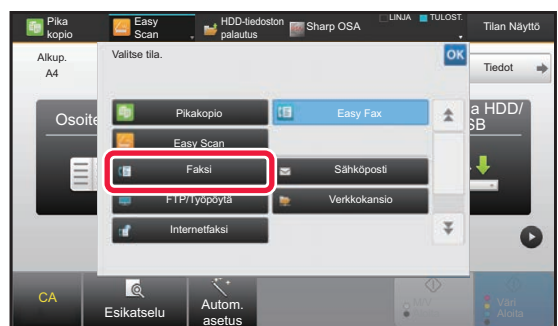 Pika
kopio
Easy
Scan
HDD-tiedoston
palautus
Sharp OSA
LINJA
TULOST.
Tilan Näyttö
Alkup.
A4
Valitse tila.
OK
Tiedot
Osoite
a HDD/
SB
Pikakopio
Easy Fax
Easy Scan
Faksi
Sähköposti
FTP/Työpöytä
Verkkokansio
Internetfaksi
CA
Esikatselu
Autom.
asetus
M/V
Aloita
Väri
Aloita